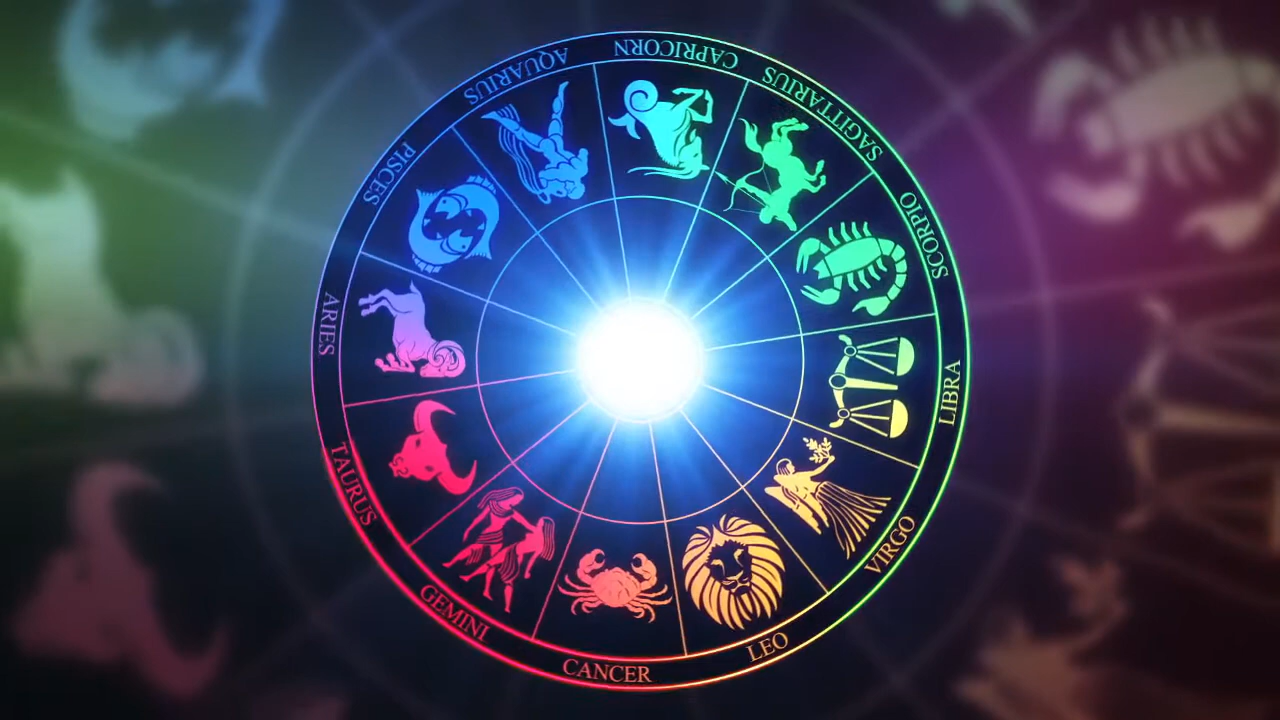 ARIES
TAURUS
GEMINI
CANCER
LEO
VIRGO
LIBRA
SCORPIO
SAGITTARIUS
CAPRICORN
AQUARIUS
PISCES